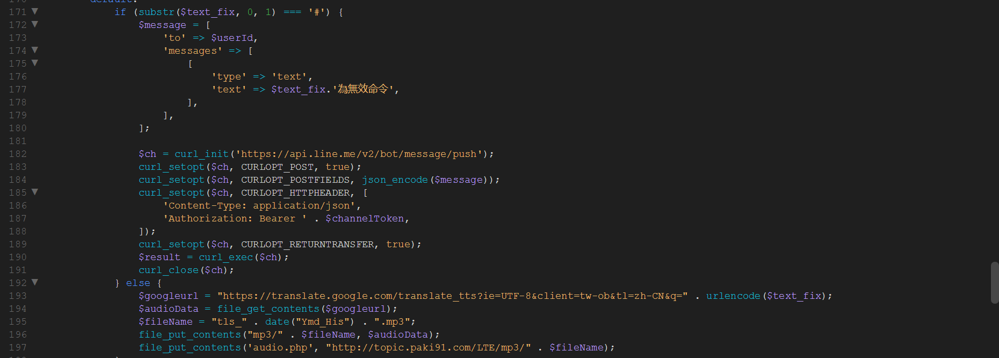 170 default:
171 ▼ if (substr($text_fix, 0, 1) === '#') {
172 ▼ $message = [
173 'to' => $userId,
174 ▼ 'messages' => [
175 ▼ [
176 'type' => 'text',
177 'text' => $text_fix.'為無效命令',
178 ],
179 ],
180 ];
181
182 $ch = curl_init('https://api.line.me/v2/bot/message/push');
183 curl_setopt($ch, CURLOPT_POST, true);
184 curl_setopt($ch, CURLOPT_POSTFIELDS, json_encode($message));
185 ▼ curl_setopt($ch, CURLOPT_HTTPHEADER, [
186 'Content-Type: application/json',
187 'Authorization: Bearer ' . $channelToken,
188 ]);
189 curl_setopt($ch, CURLOPT_RETURNTRANSFER, true);
190 $result = curl_exec($ch);
191 curl_close($ch);
192 ▼ } else {
193 $googleurl = "https://translate.google.com/translate_tts?ie=UTF-8&client=tw-ob&tl=zh-CN&q=" . urlencode($text_fix);
194 $audioData = file_get_contents($googleurl);
195 $fileName = "tls_" . date("Ymd_His") . ".mp3";
196 file_put_contents("mp3/" . $fileName, $audioData);
197 file_put_contents('audio.php', "http://topic.paki91.com/LTE/mp3/" . $fileName);